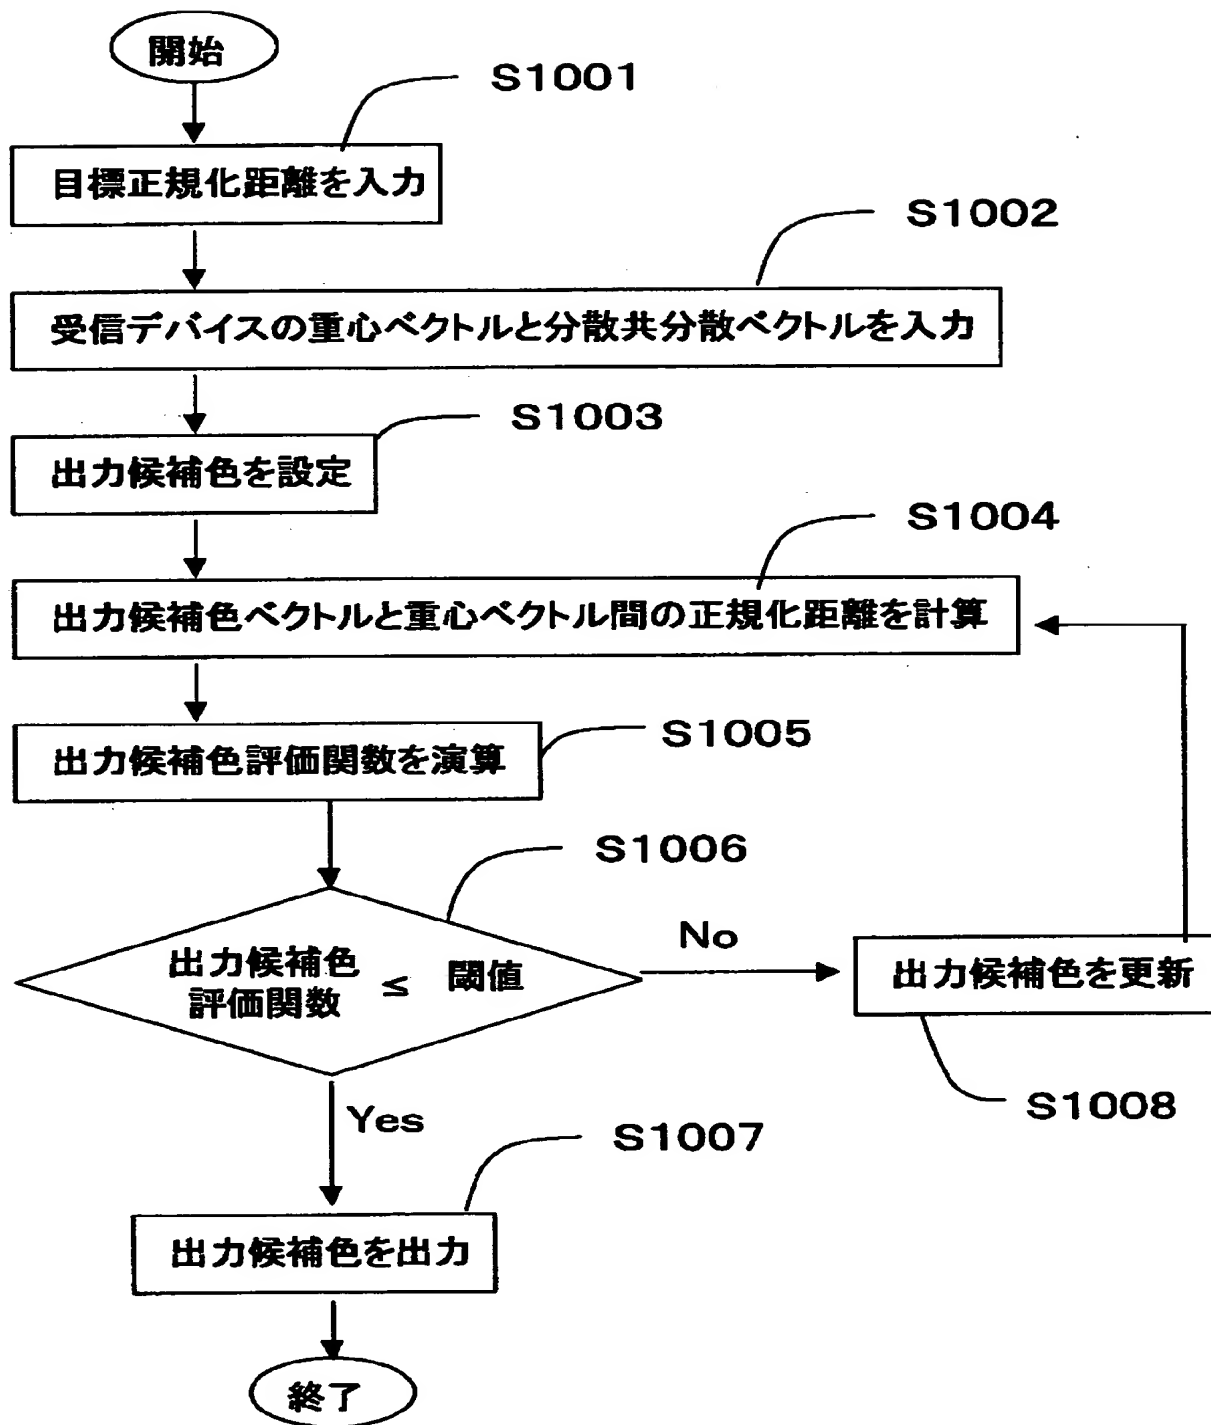 開始
S1001
目標正規化距離を入力
S1002
受信デバイスの重心ベクトルと分散共分散ベクトルを入力
S1003
出力候補色を設定
S1004
出力候補色ベクトルと重心ベクトル間の正規化距離を計算
S1005
出力候補色評価関数を演算
S1006
出力候補色
評価関数 ≦ 閾値
No
出力候補色を更新
S1008
Yes
S1007
出力候補色を出力
終了